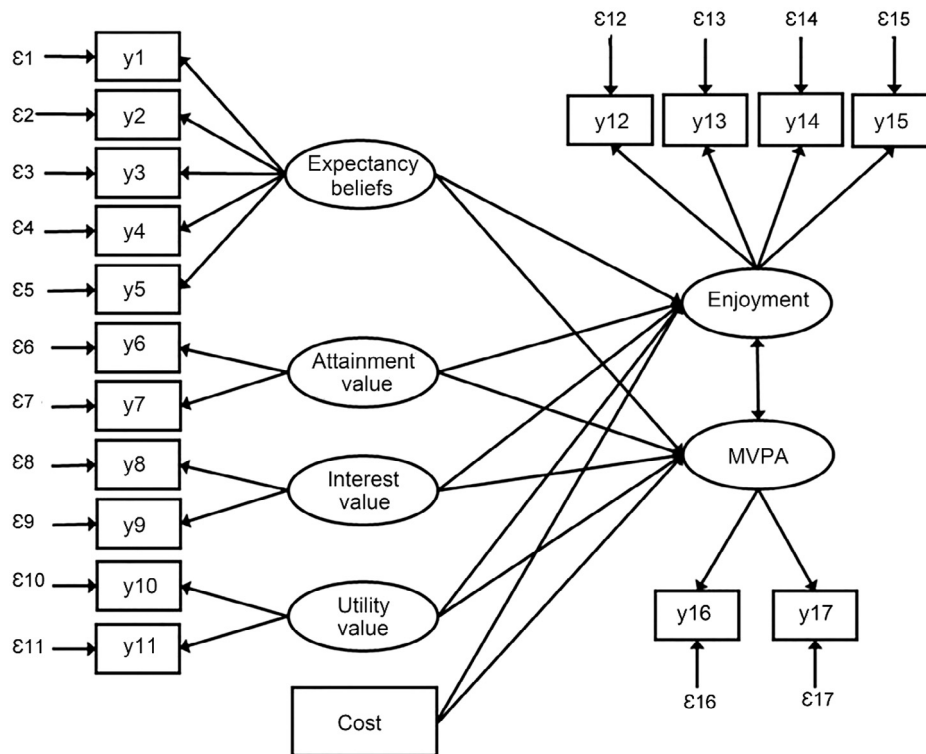 ε1
y1
ε2
y2
ε3
y3
ε4
y4
ε5
y5
ε6
y6
ε7
y7
ε8
y8
ε9
y9
ε10
y10
ε11
y11
Expectancy
beliefs
Attainment
value
Interest
value
Utility
value
Cost
ε12
ε13
ε14
ε15
y12
y13
y14
y15
Enjoyment
MVPA
y16
y17
ε16
ε17